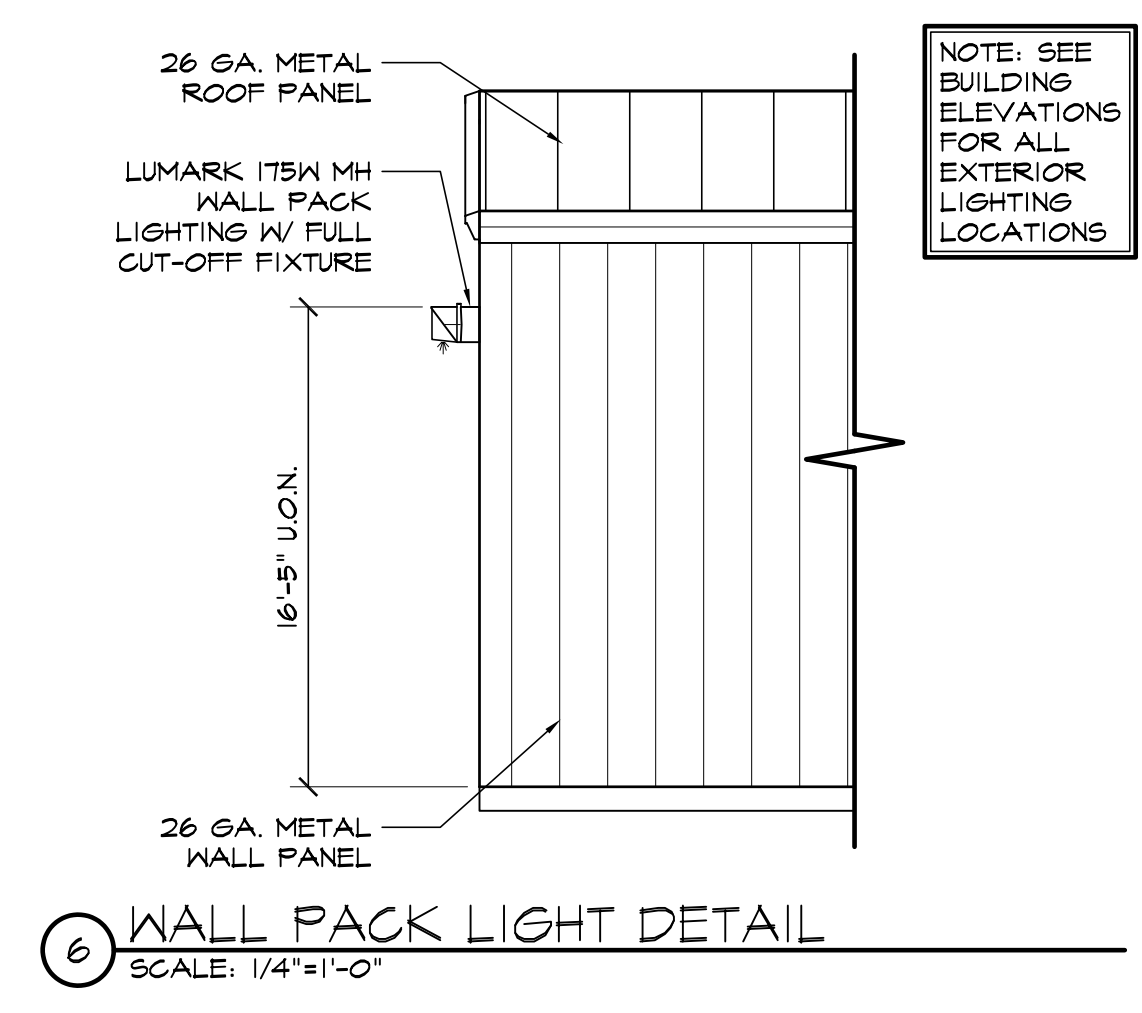 26 GA. METAL
ROOF PANEL
LUMARK 175W MH
WALL PACK
LIGHTING W/ FULL
CUT-OFF FIXTURE
NOTE: SEE
BUILDING
ELEVATIONS
FOR ALL
EXTERIOR
LIGHTING
LOCATIONS
16'-5" U.O.N.
26 GA. METAL
WALL PANEL
6
WALL PACK LIGHT DETAIL
SCALE: 1/4"=1'-0"